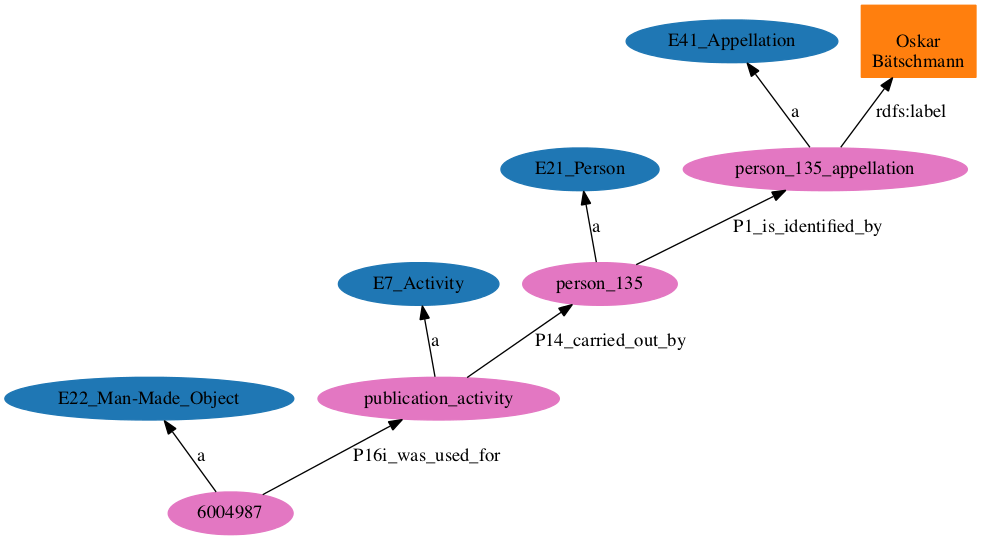 E41_Appellation
Oskar
Bätschmann
a
rdfs:label
E21_Person
person_135_appellation
a
P1_is_identified_by
E7_Activity
person_135
a
P14_carried_out_by
E22_Man-Made_Object
publication_activity
a
P16i_was_used_for
6004987